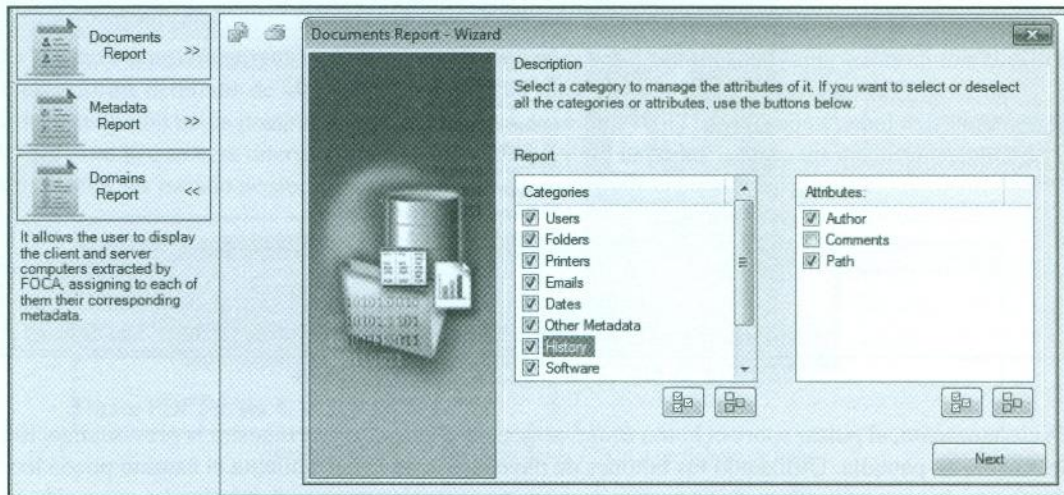 Documents
Report >>
Metadata
Report >>
Domains
Report <<
It allows the user to display
the client and server
computers extracted by
FOCA, assigning to each of
them their corresponding
metadata.
Documents Report - Wizard
Description
Select a category to manage the attributes of it. If you want to select or deselect
all the categories or attributes, use the buttons below.
Report
Categories
Users
Folders
Printers
Emails
Dates
Other Metadata
History
Software
Attributes:
Author
Comments
Path
Next